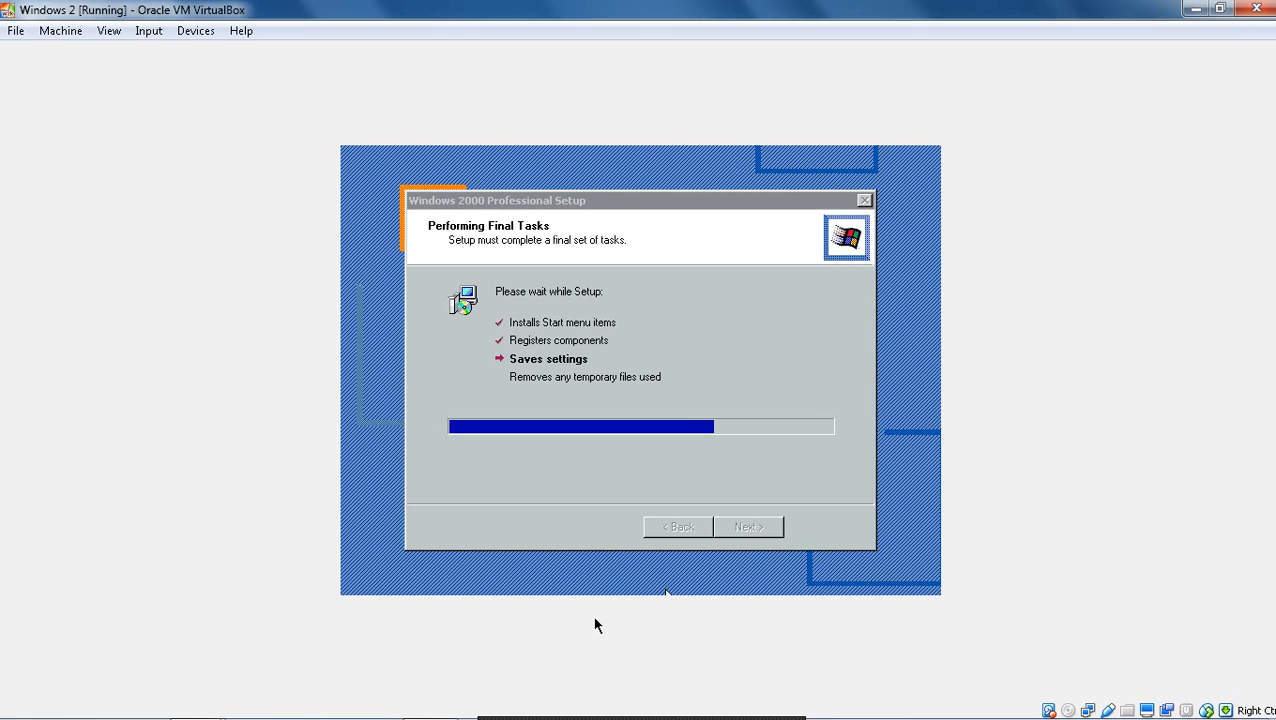 Windows 2 [Running] - Oracle VM VirtualBox
File Machine View Input Devices Help
Windows 2000 Professional Setup
Performing Final Tasks
Setup must complete a final set of tasks.
Please wait while Setup:
Installs Start menu items
Registers components
Saves settings
Removes any temporary files used
< Back Next >
Right Ctr